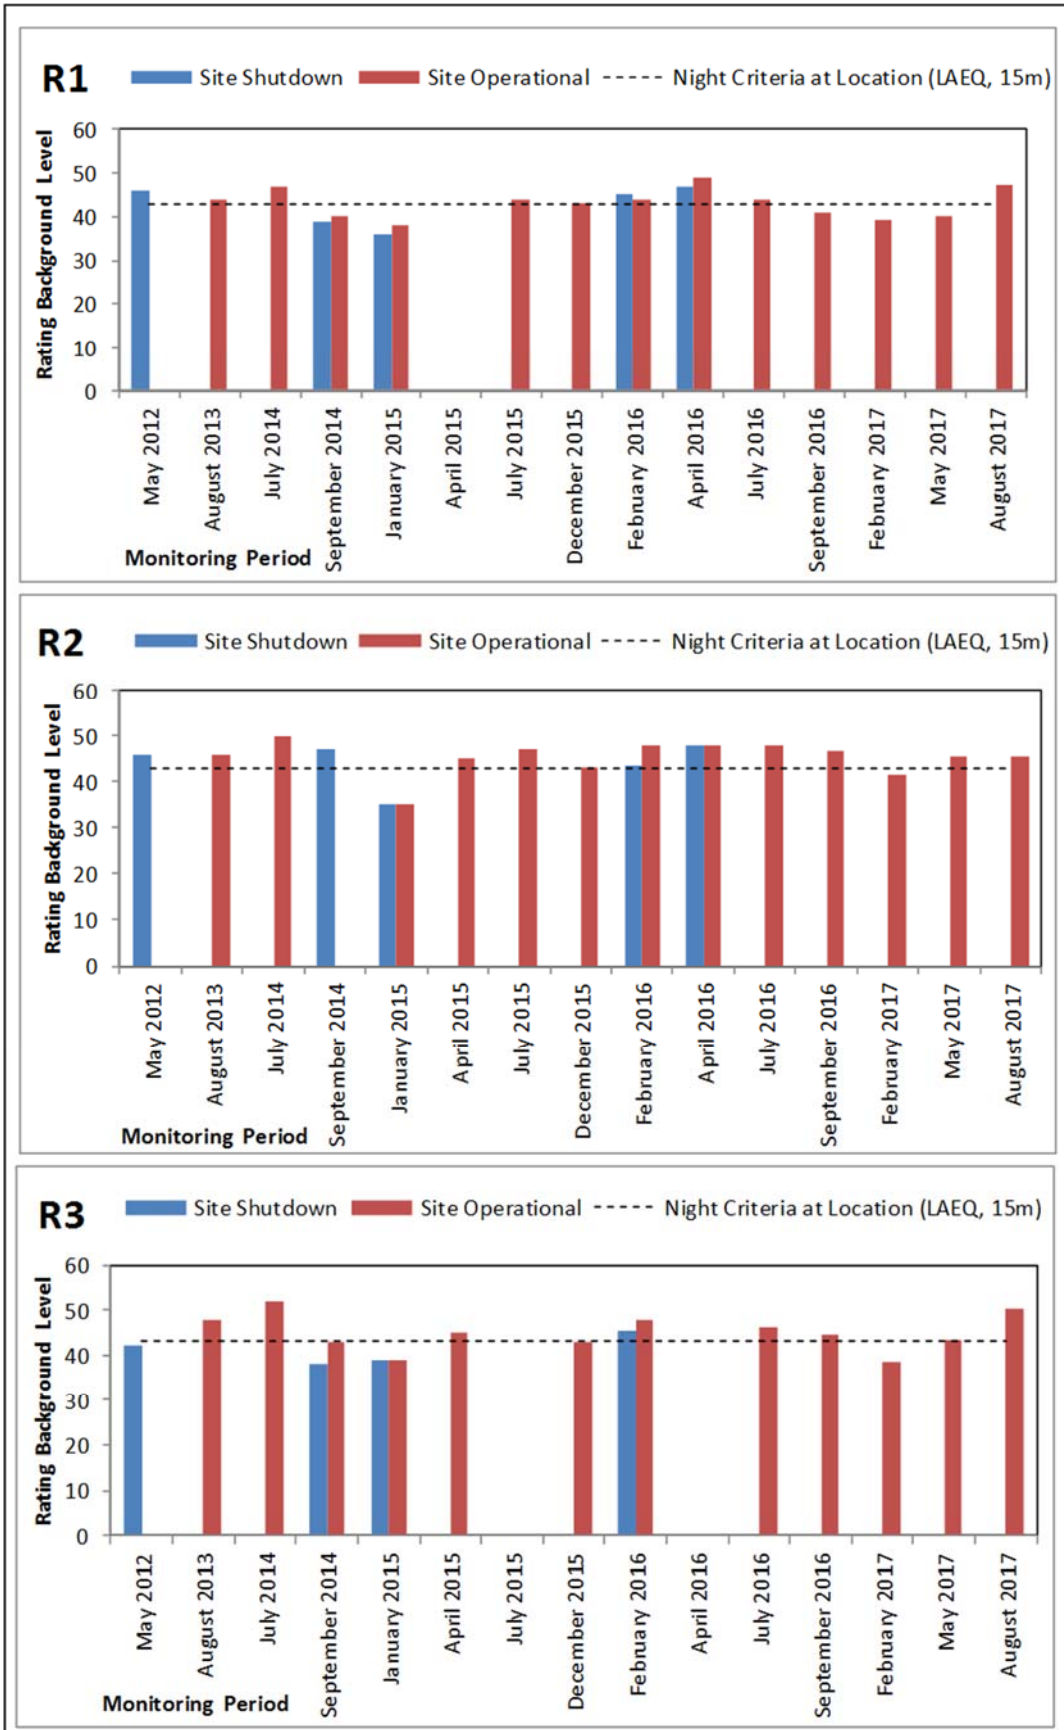 R1
Site Shutdown Site Operational Night Criteria at Location (LAEQ, 15m)
Rating Background Level
60
50
40
30
20
10
0
May 2012
August 2013
July 2014
September 2014
January 2015
April 2015
July 2015
December 2015
February 2016
April 2016
July 2016
September 2016
February 2017
May 2017
August 2017
Monitoring Period
R2
Site Shutdown Site Operational Night Criteria at Location (LAEQ, 15m)
Rating Background Level
60
50
40
30
20
10
0
May 2012
August 2013
July 2014
September 2014
January 2015
April 2015
July 2015
December 2015
February 2016
April 2016
July 2016
September 2016
February 2017
May 2017
August 2017
Monitoring Period
R3
Site Shutdown Site Operational Night Criteria at Location (LAEQ, 15m)
Rating Background Level
60
50
40
30
20
10
0
May 2012
August 2013
July 2014
September 2014
January 2015
April 2015
July 2015
December 2015
February 2016
April 2016
July 2016
September 2016
February 2017
May 2017
August 2017
Monitoring Period